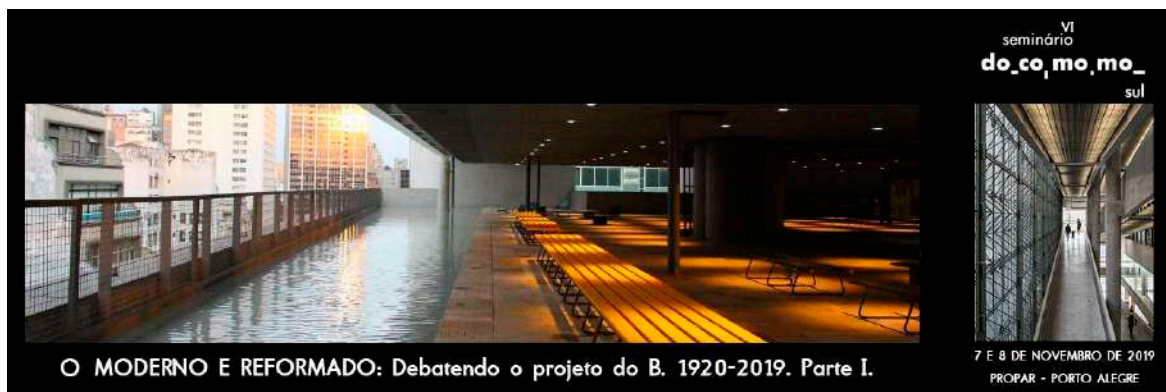 VI
seminário
do_co,mo,mo_
sul
O MODERNO E REFORMADO: Debatendo o projeto do B. 1920-2019. Parte I.
7 E 8 DE NOVEMBRO DE 2019
PROPAR - PORTO ALEGRE